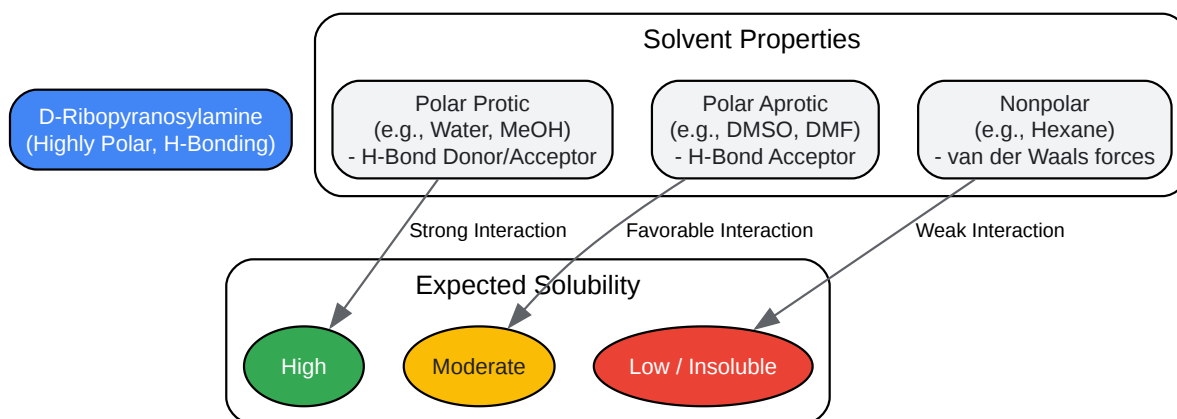 Solvent Properties
D-Ribopyranosylamine
(Highly Polar, H-Bonding)
Polar Protic
(e.g., Water, MeOH)
- H-Bond Donor/Acceptor
Polar Aprotic
(e.g., DMSO, DMF)
- H-Bond Acceptor
Nonpolar
(e.g., Hexane)
- van der Waals forces
Strong Interaction
Favorable Interaction
Weak Interaction
Expected Solubility
High
Moderate
Low / Insoluble